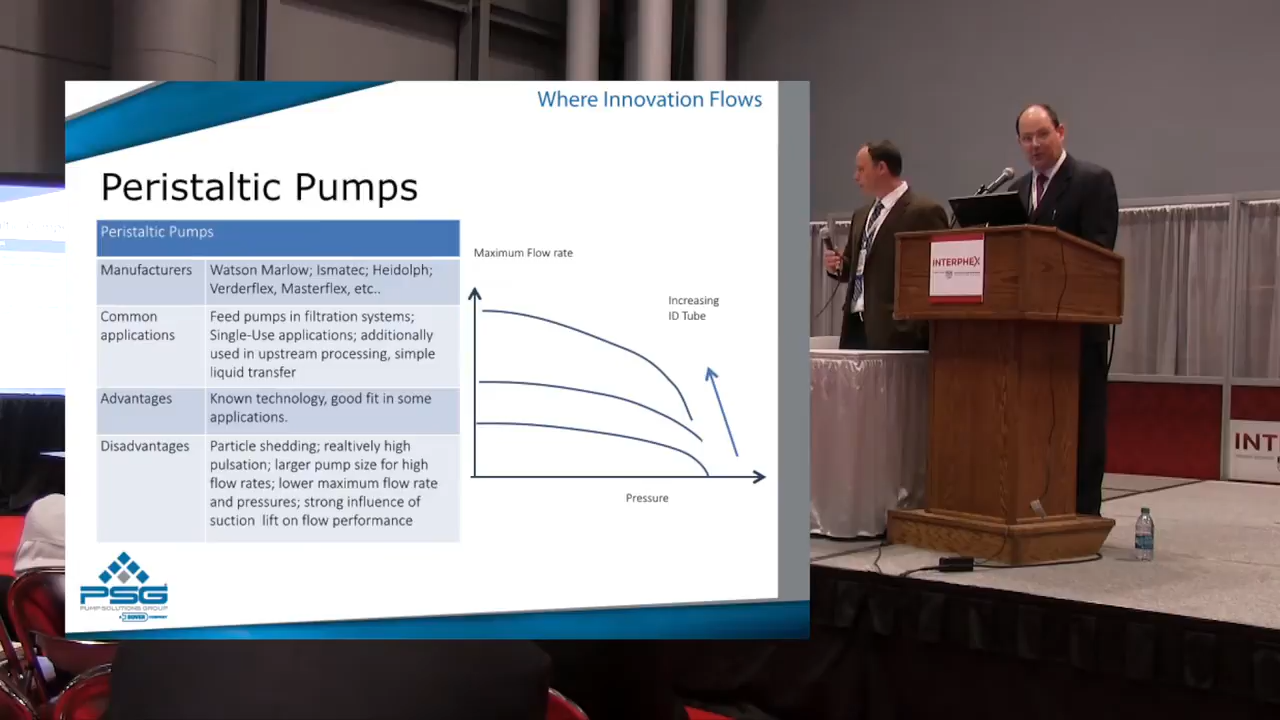 Where Innovation Flows
Peristaltic Pumps
Peristaltic Pumps
Manufacturers
Watson Marlow; Ismatec; Heidolph;
Verderflex, Masterflex, etc..
Common
applications
Feed pumps in filtration systems;
Single-Use applications; additionally
used in upstream processing, simple
liquid transfer
Advantages
Known technology, good fit in some
applications.
Disadvantages
Particle shedding; realtively high
pulsation; larger pump size for high
flow rates; lower maximum flow rate
and pressures; strong influence of
suction lift on flow performance
Maximum Flow rate
Increasing
ID Tube
Pressure
PSG
PUMP SOLUTIONS GROUP
DOVER COMPANY
INTERPHEX
INT